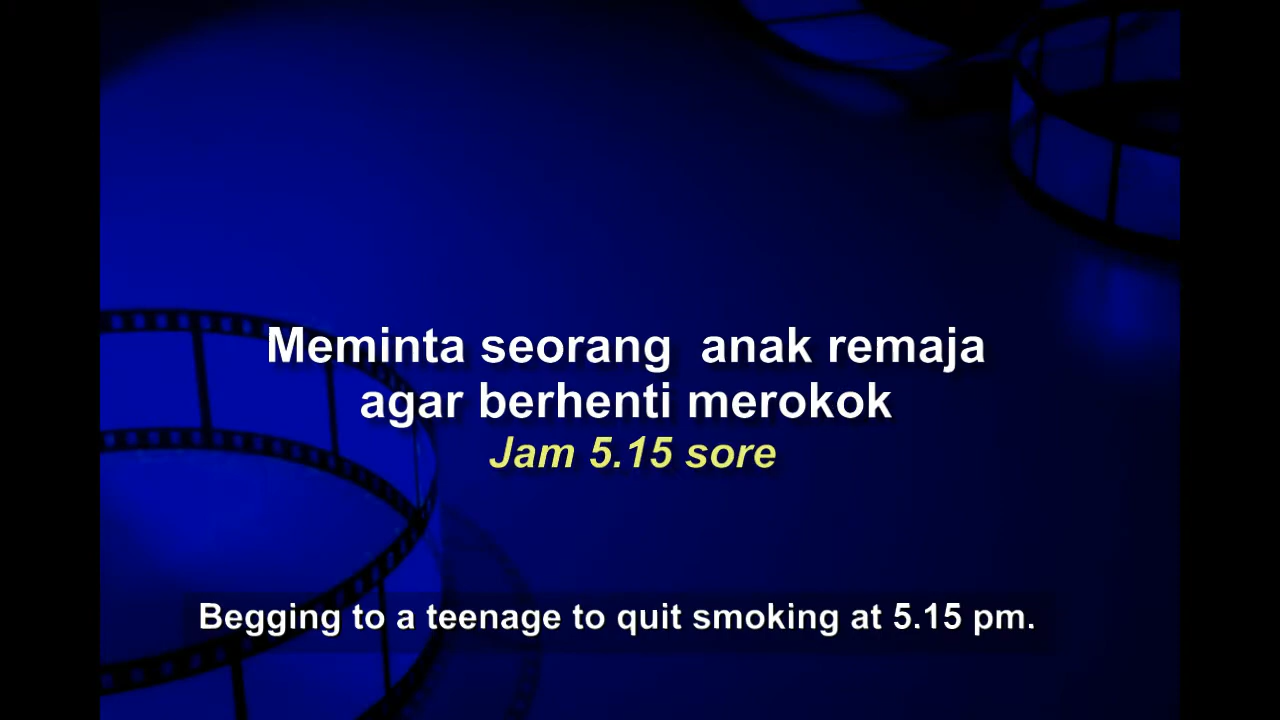 Meminta seorang  anak remaja
agar berhenti merokok
Jam 5.15 sore
Begging to a teenage to quit smoking at 5.15 pm.